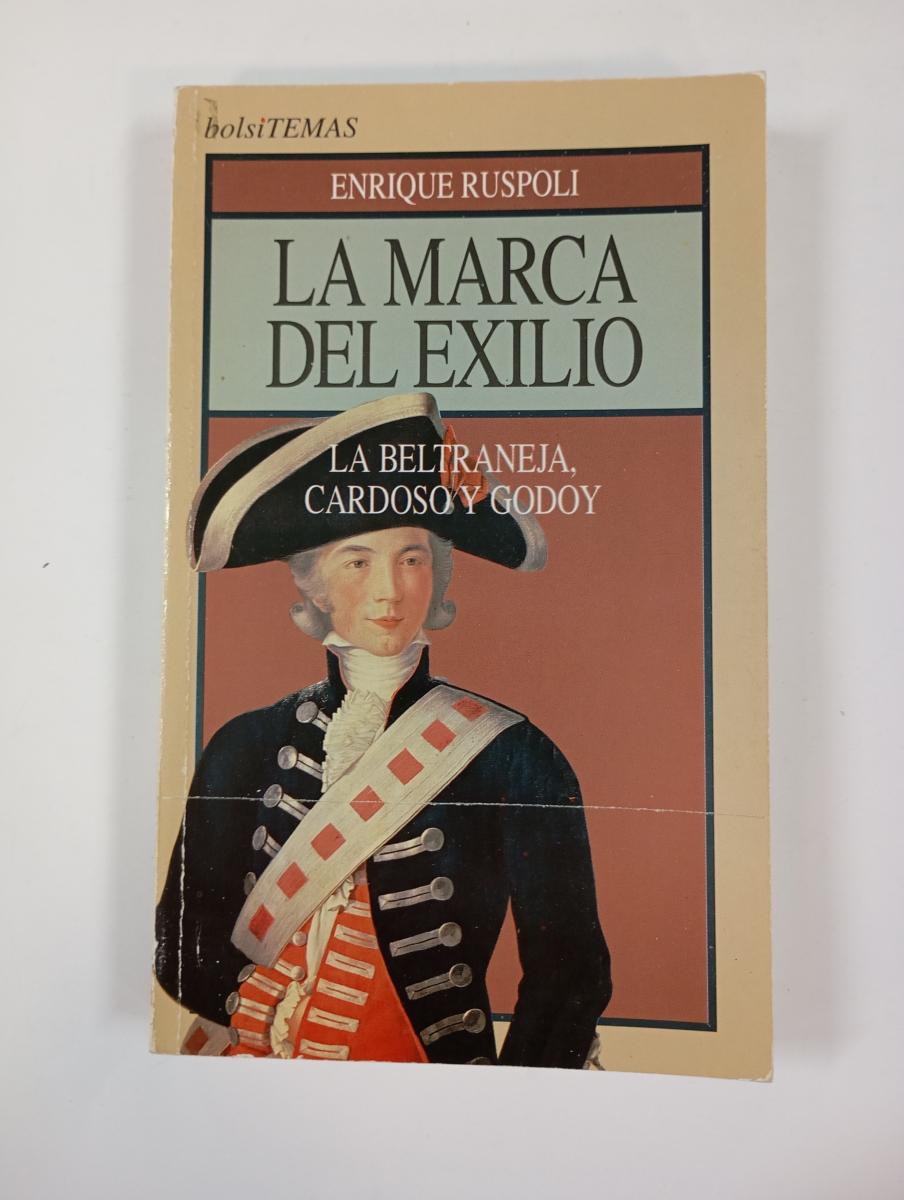 bolsiTEMAS
ENRIQUE RUSPOLI
LA MARCA
DEL EXILIO
LA BELTRANEJA,
CARDOSO Y GODOY